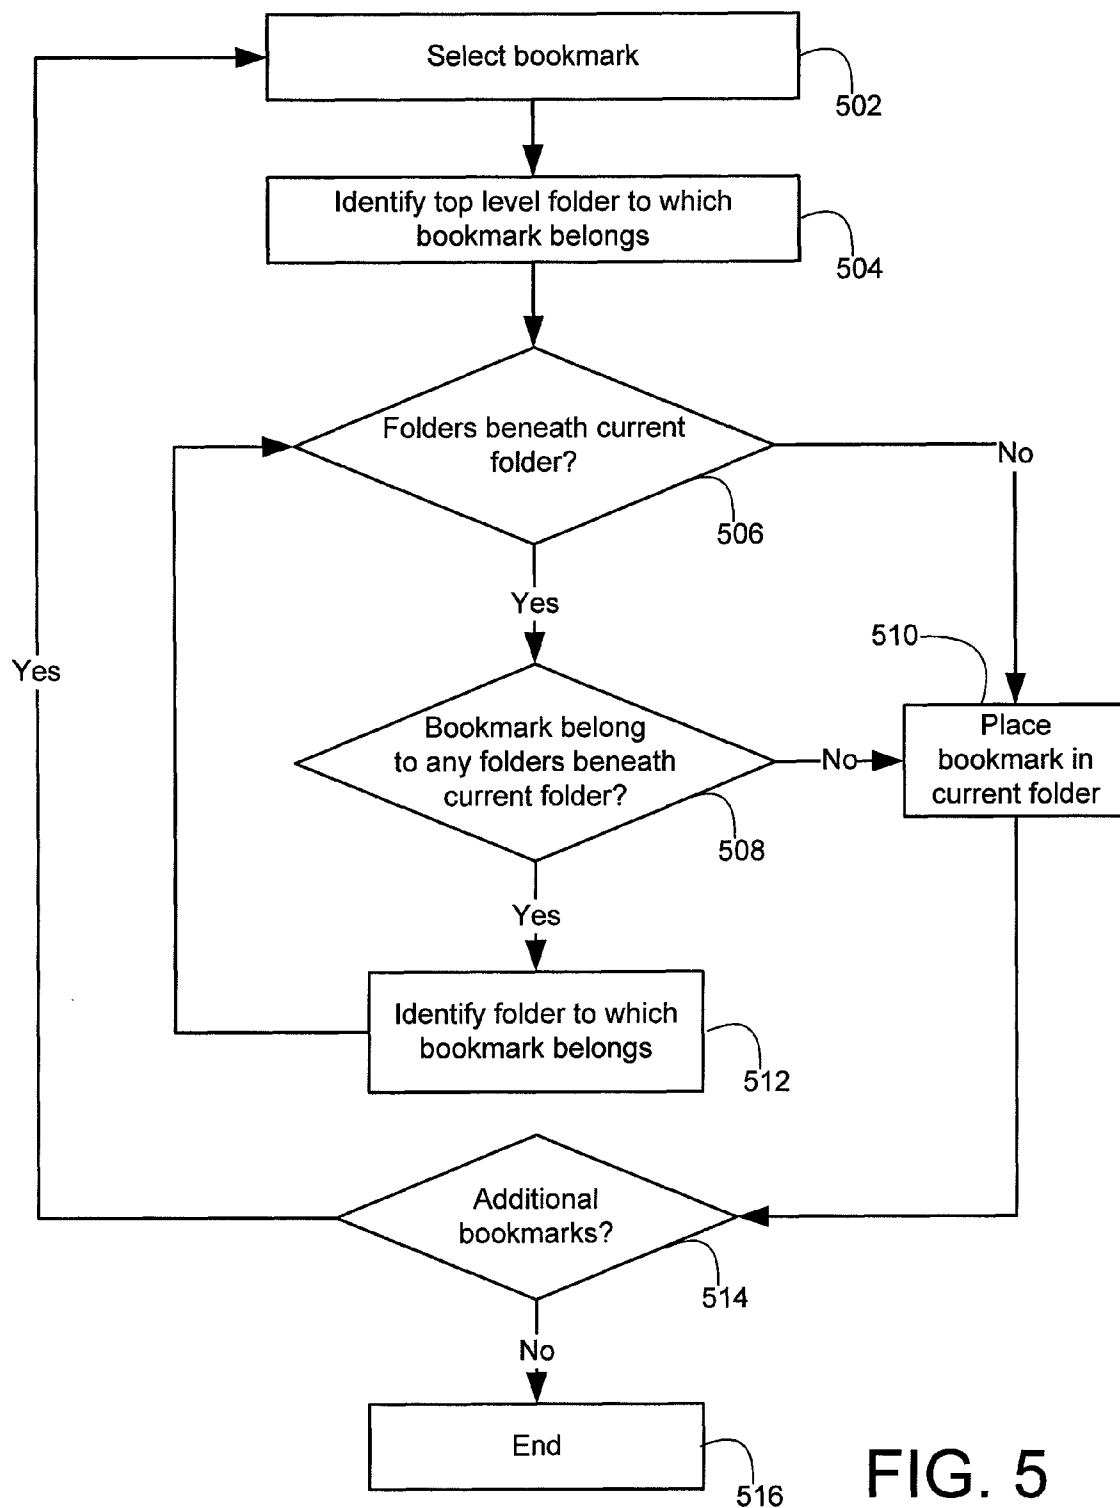 Select bookmark
502
Identify top level folder to which
bookmark belongs
504
Folders beneath current
folder?
No
506
Yes
510
Yes
Place
bookmark in
current folder
Bookmark belong
to any folders beneath
current folder?
No
508
Yes
Identify folder to which
bookmark belongs
512
Additional
bookmarks?
514
No
End
516
FIG. 5